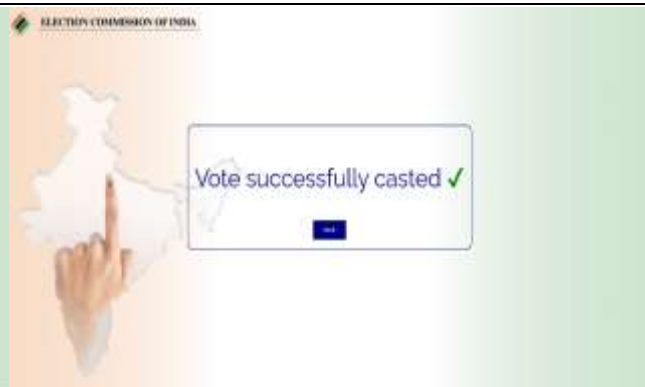 ELECTION COMMISSION OF INDIA
Vote successfully casted ✓